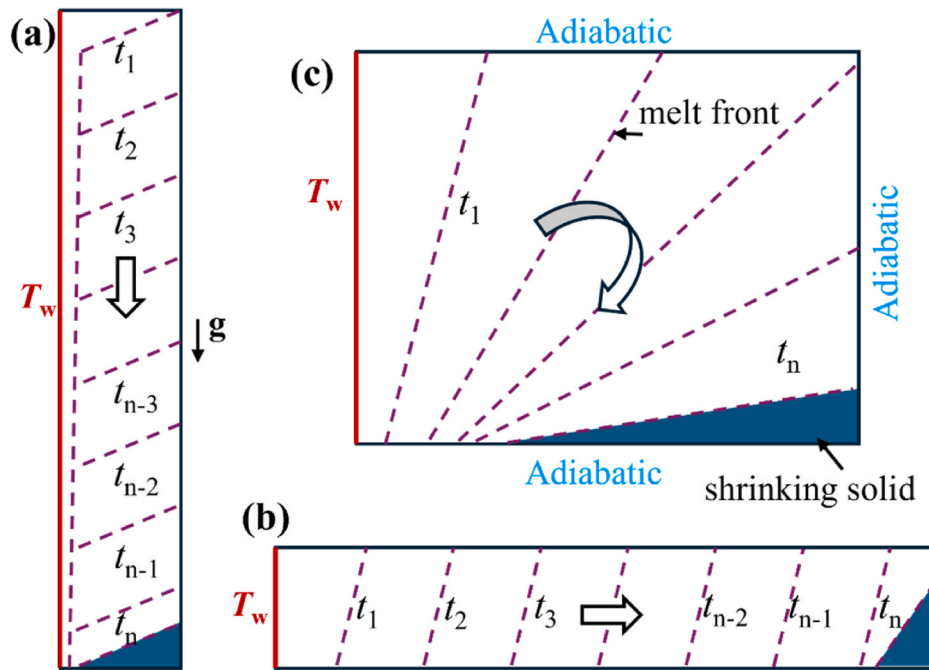 (a)
t1
t2
t3
Tw
g
tn-3
tn-2
tn-1
tn
(c)
Adiabatic
melt front
Tw
t1
Adiabatic
tn
Adiabatic
shrinking solid
(b)
Tw
t1
t2
t3
tn-2
tn-1
tn